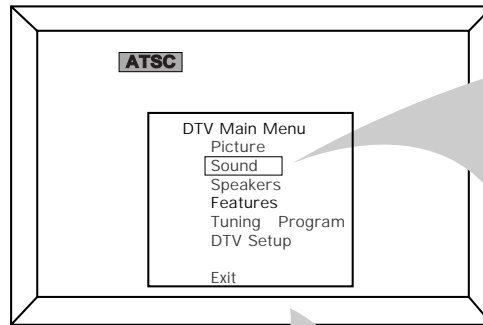 ATSC
DTV Main Menu
Picture
Sound
Speakers
Features
Tuning Program
DTV Setup
Exit